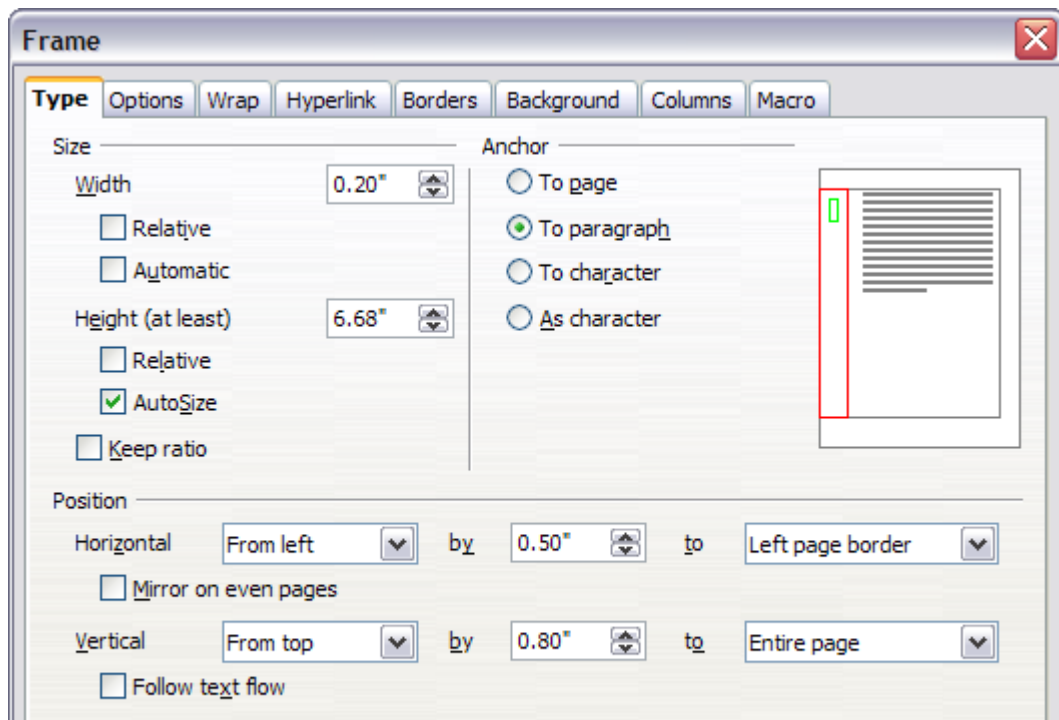 Frame
Type Options Wrap Hyperlink Borders Background Columns Macro
Size Anchor
Width 0.20" To page
Relative To paragraph
Automatic To character
Height (at least) 6.68" As character
Relative
AutoSize
Keep ratio
Position
Horizontal From left by 0.50" to Left page border
Mirror on even pages
Vertical From top by 0.80" to Entire page
Follow text flow